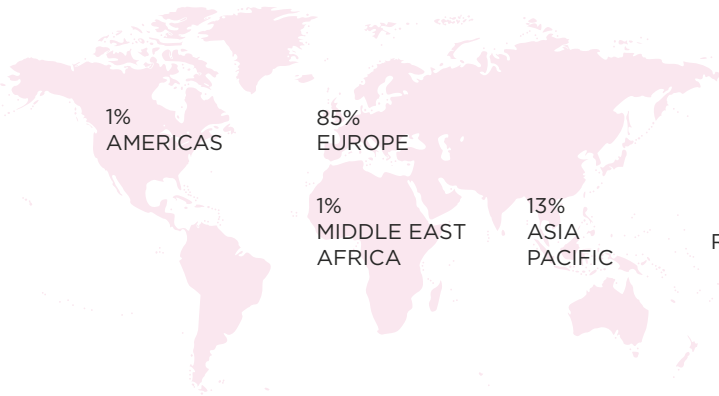 1%
AMERICAS
85%
EUROPE
1%
MIDDLE EAST
AFRICA
13%
ASIA
PACIFIC